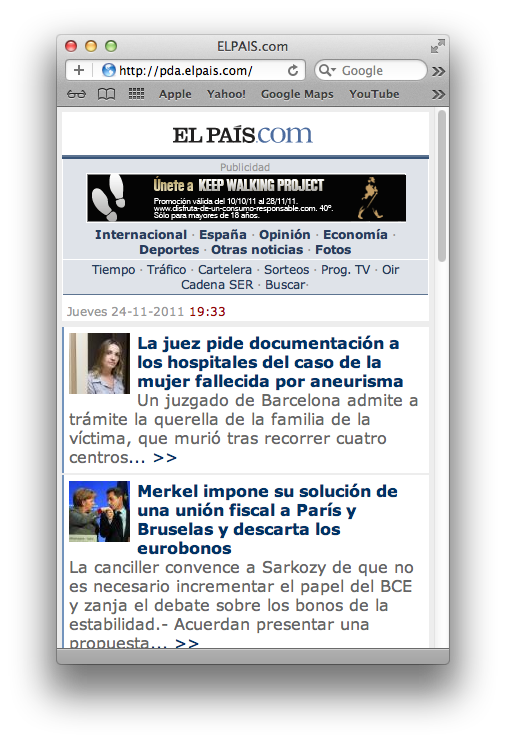 ELPAIS.com
http://pda.elpais.com/
Google
Apple Yahoo! Google Maps YouTube
EL PAÍS.com
Publicidad
Únete a KEEP WALKING PROJECT
Promoción válida del 10/10/11 al 28/11/11.
www.disfruta-de-un-consumo-responsable.com. 40º.
Sólo para mayores de 18 años.
Internacional · España · Opinión · Economía ·
Deportes · Otras noticias · Fotos
Tiempo · Tráfico · Cartelera · Sorteos · Prog. TV · Oir
Cadena SER · Buscar·
Jueves 24-11-2011 19:33
La juez pide documentación a
los hospitales del caso de la
mujer fallecida por aneurisma
Un juzgado de Barcelona admite a
trámite la querella de la familia de la
víctima, que murió tras recorrer cuatro
centros... >>
Merkel impone su solución de
una unión fiscal a París y
Bruselas y descarta los
eurobonos
La canciller convence a Sarkozy de que no
es necesario incrementar el papel del BCE
y zanja el debate sobre los bonos de la
estabilidad.- Acuerdan presentar una
propuesta... >>